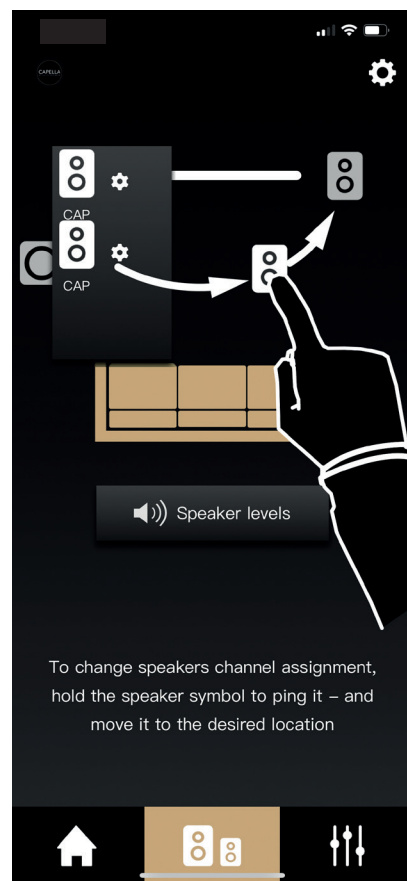 CAPELLA
CAP
CAP
Speaker levels
To change speakers channel assignment,
hold the speaker symbol to ping it – and
move it to the desired location